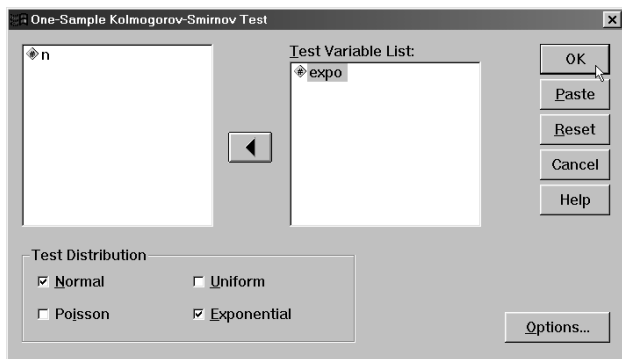 One-Sample Kolmogorov-Smirnov Test
n
Test Variable List:
expo
OK
Paste
Reset
Cancel
Help
Test Distribution
Normal
Uniform
Poisson
Exponential
Options...